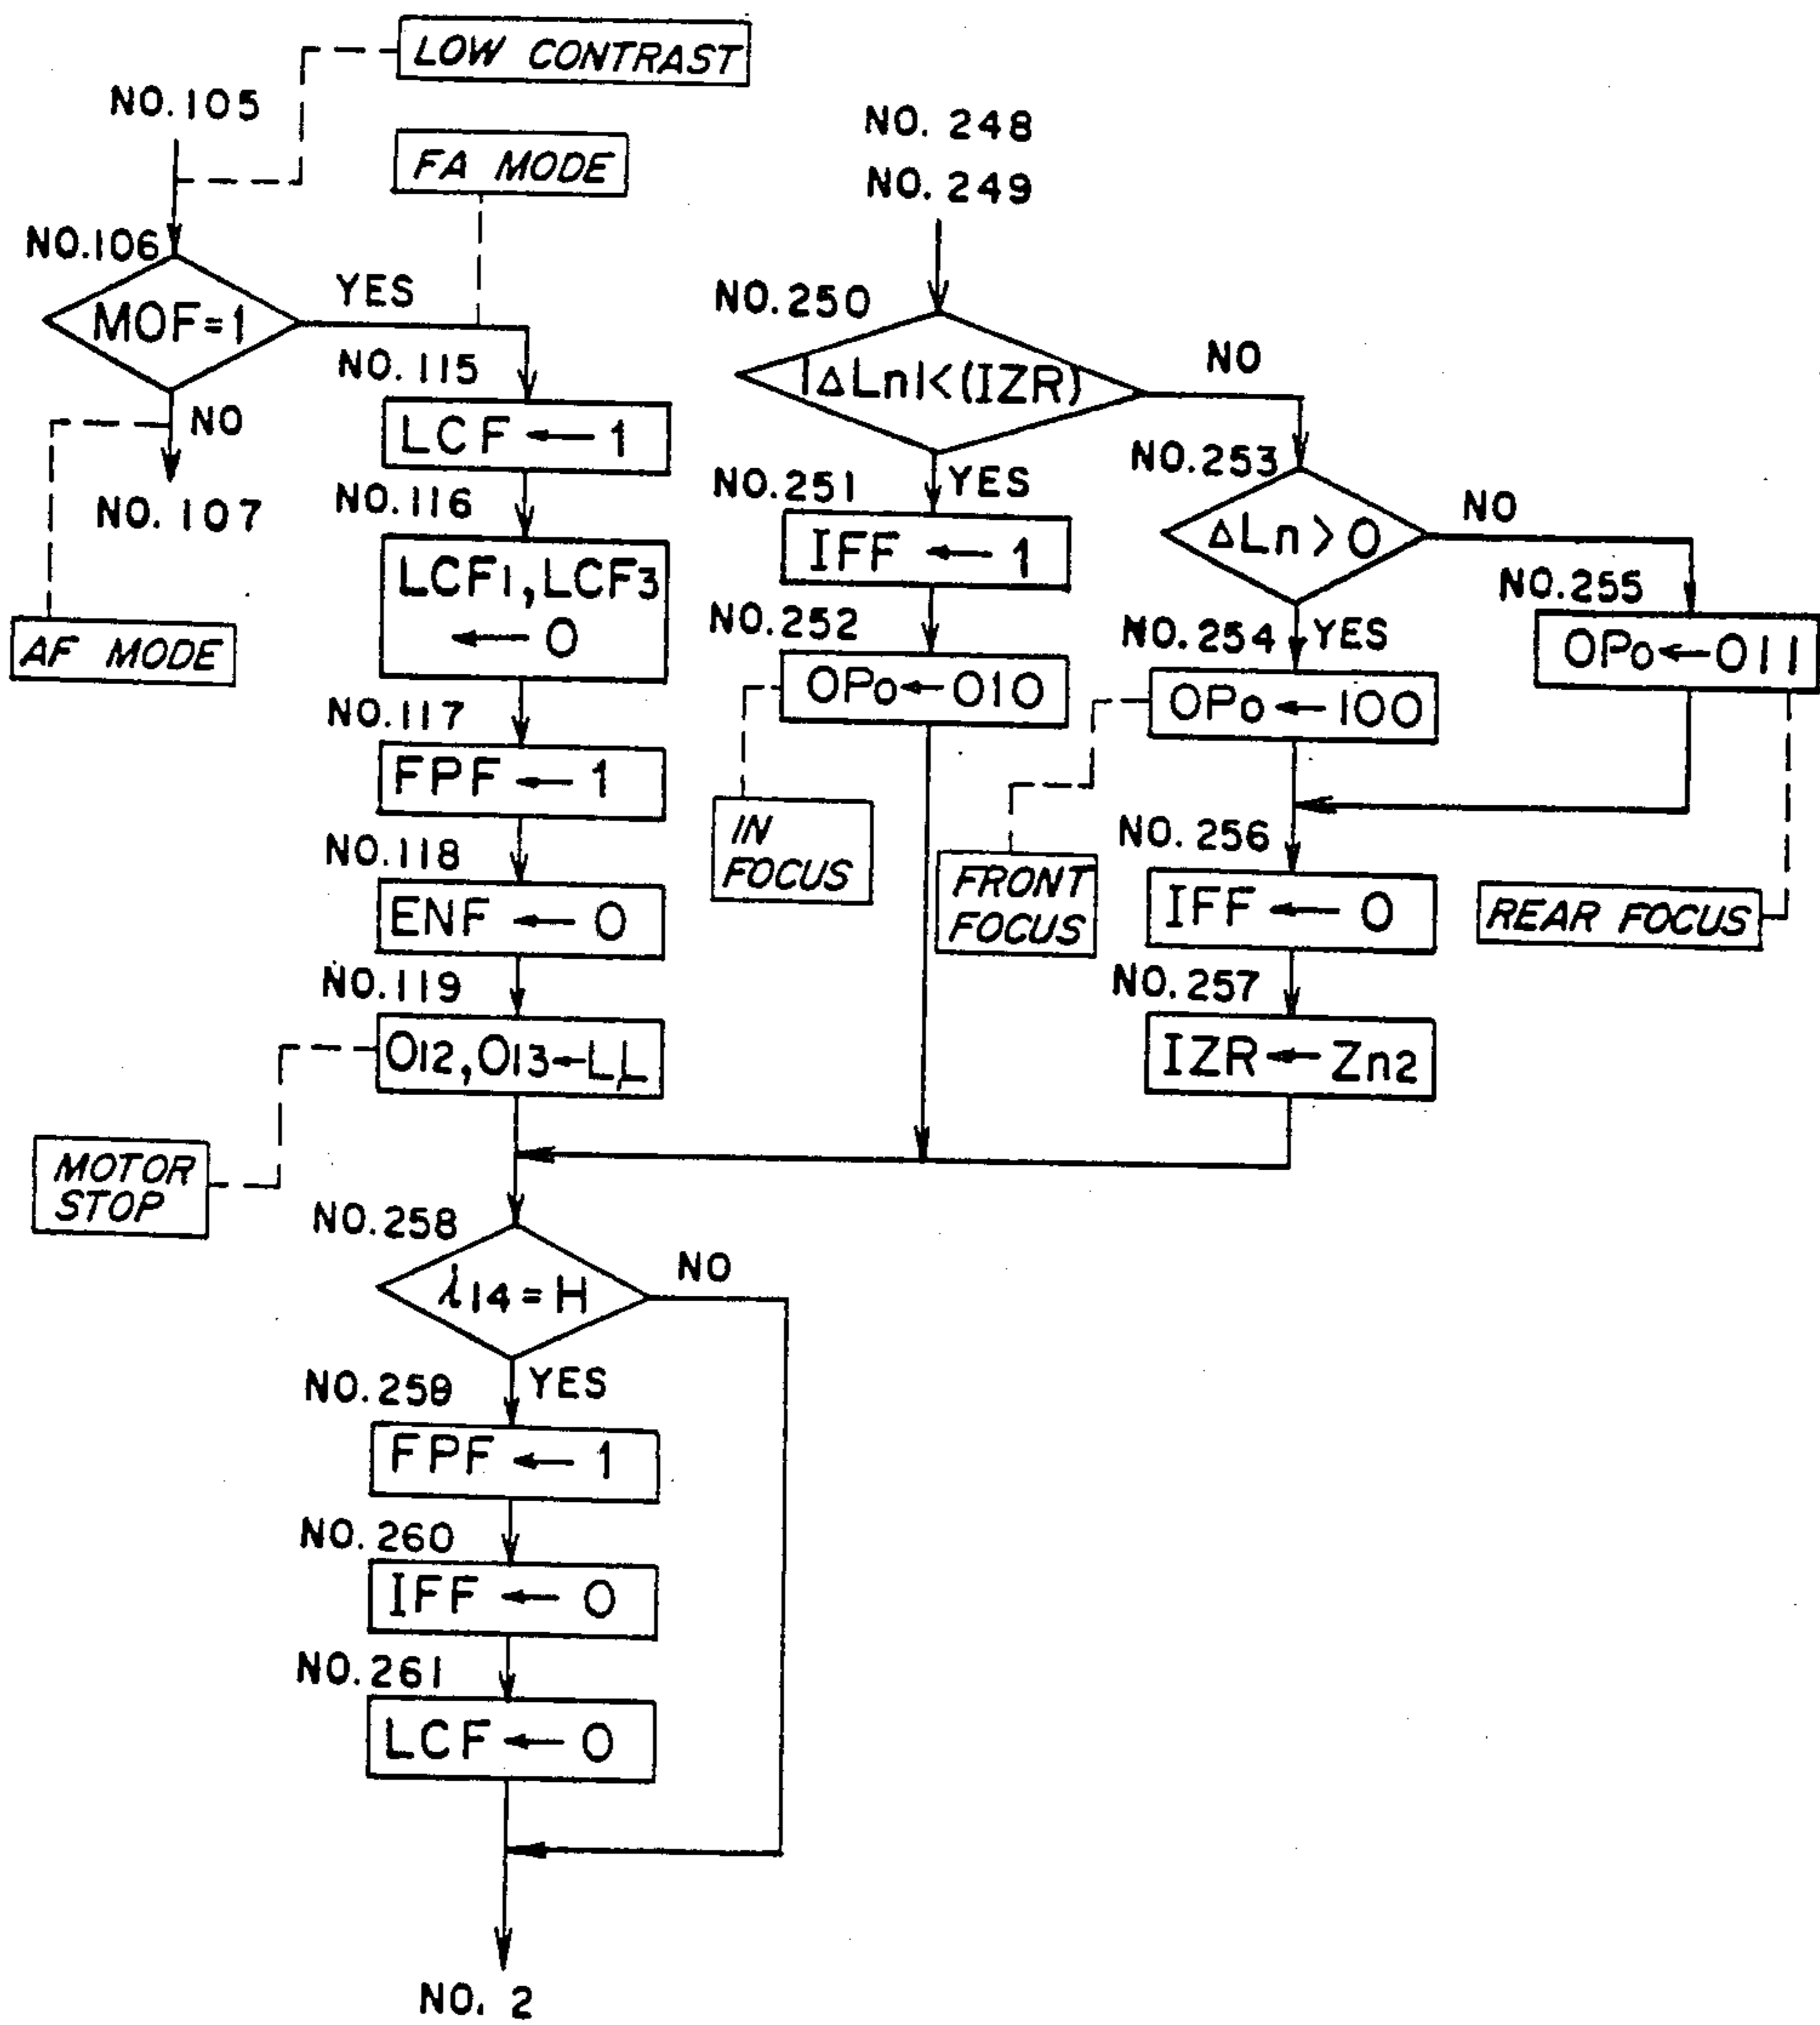 LOW CONTRAST
NO.105
FA MODE
NO.106
MOF=1
YES
NO
NO.107
AF MODE
NO.115
LCF ← 1
NO.116
LCF1, LCF3
← 0
NO.117
FPF ← 1
NO.118
ENF ← 0
NO.119
O12, O13←LL
MOTOR
STOP
NO. 248
NO. 249
NO.250
|ΔLn|<(IZR)
NO
YES
NO.251
IFF ← 1
NO.252
OPo←010
IN
FOCUS
NO.253
ΔLn>0
NO
YES
NO.254
OPo←100
FRONT
FOCUS
NO.255
OPo←011
REAR FOCUS
NO.256
IFF ← 0
NO.257
IZR←Zn2
NO.258
i14=H
NO
YES
NO.259
FPF ← 1
NO.260
IFF ← 0
NO.261
LCF ← 0
NO. 2